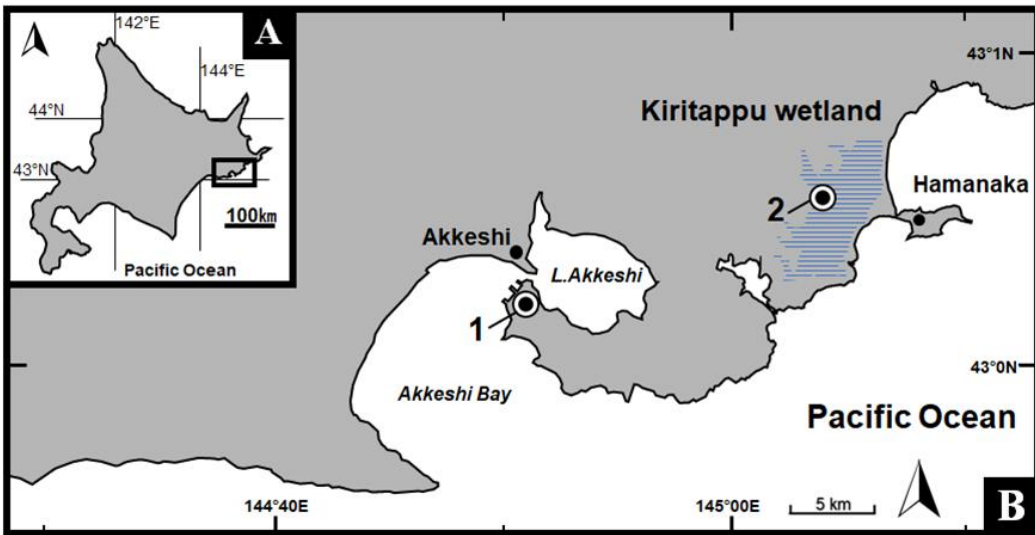 142°E
A
144°E
44°N
43°N
100km
Pacific Ocean
43°1N
Kiritappu wetland
Hamanaka
2
Akkeshi
L.Akkeshi
1
43°0N
Akkeshi Bay
Pacific Ocean
144°40E
145°00E
5 km
B